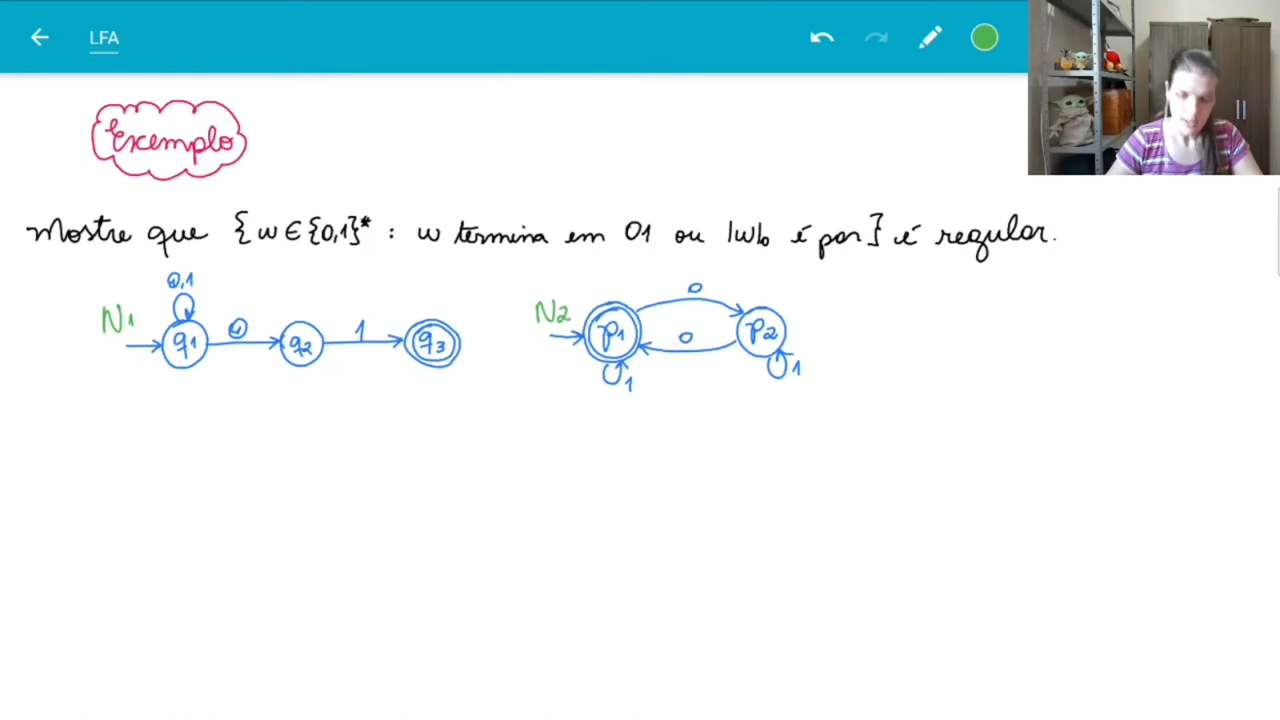 LFA
Exemplo
Mostre que {w ∈ {0,1}* : w termina em 01 ou |w|₀ é par} é regular.
0,1
N1 q1 0 q2 1 q3
N2 p1 0 p2
0
1 1